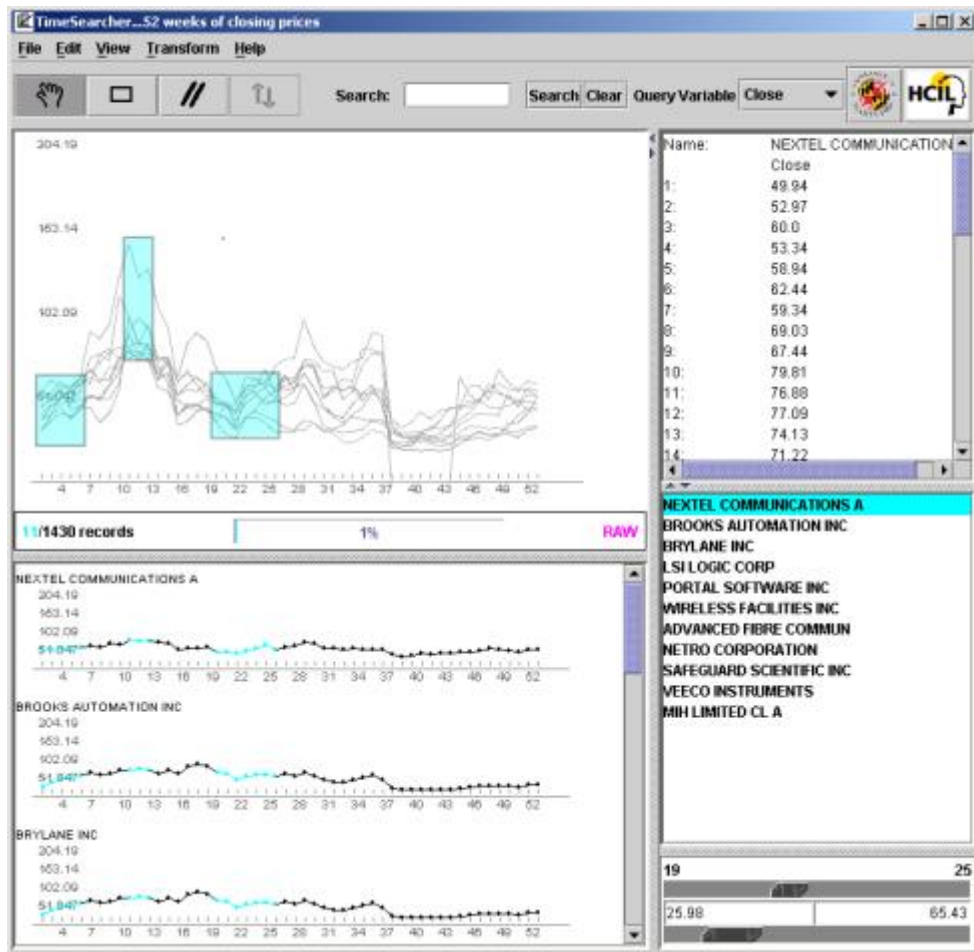 TimeSearcher...52 weeks of closing prices
File Edit View Transform Help
Search: Search Clear Query Variable Close HCIL
204.19
153.14
102.09
4 7 10 13 16 19 22 25 28 31 34 37 40 43 46 49 52
11/1430 records 1% RAW
NEXTEL COMMUNICATIONS A
204.19
153.14
102.09
51.047
4 7 10 13 16 19 22 25 28 31 34 37 40 43 46 49 52
BROOKS AUTOMATION INC
204.19
153.14
102.09
51.047
4 7 10 13 16 19 22 25 28 31 34 37 40 43 46 49 52
BRYLANE INC
204.19
153.14
102.09
51.047
4 7 10 13 16 19 22 25 28 31 34 37 40 43 46 49 52
Name: NEXTEL COMMUNICATION
Close
1: 49.94
2: 52.97
3: 60.0
4: 53.34
5: 58.94
6: 62.44
7: 59.34
8: 69.03
9: 67.44
10: 79.81
11: 76.88
12: 77.09
13: 74.13
14: 71.22
NEXTEL COMMUNICATIONS A
BROOKS AUTOMATION INC
BRYLANE INC
LSI LOGIC CORP
PORTAL SOFTWARE INC
WIRELESS FACILITIES INC
ADVANCED FIBRE COMMUN
NETRO CORPORATION
SAFEGUARD SCIENTIFIC INC
VEECO INSTRUMENTS
MIH LIMITED CL A
19 25
25.98 65.43